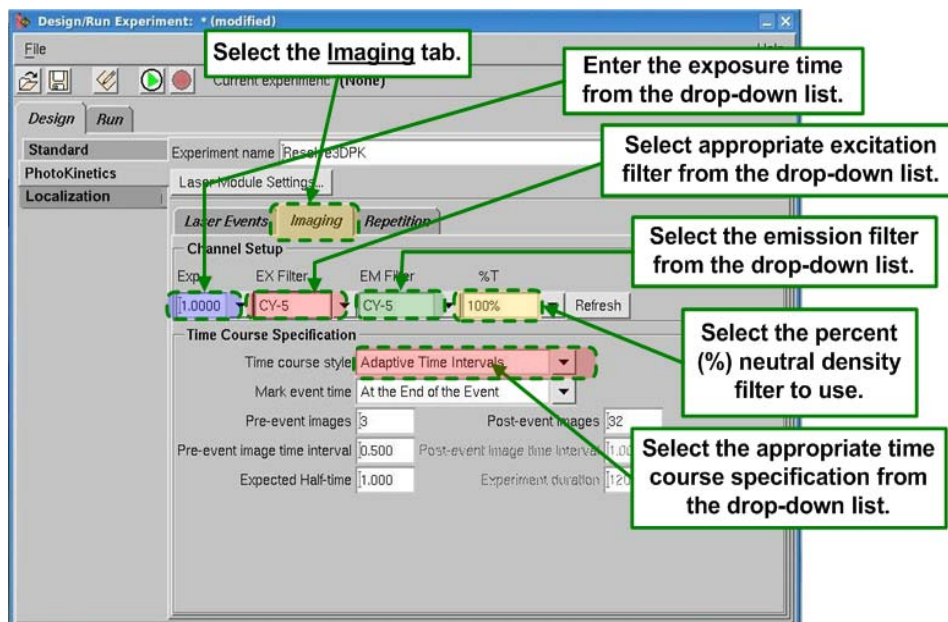 Design/Run Experiment: * (modified)
File
Select the Imaging tab.
Current experiment: (None)
Enter the exposure time
from the drop-down list.
Design Run
Standard
PhotoKinetics
Localization
Experiment name Resolve3DPK
Laser Module Settings...
Select appropriate excitation
filter from the drop-down list.
Laser Events Imaging Repetition
Channel Setup
Exp EX Filter EM Filter %T
1.0000 CY-5 CY-5 100% Refresh
Select the emission filter
from the drop-down list.
Time Course Specification
Time course style Adaptive Time Intervals
Mark event time At the End of the Event
Pre-event images 3 Post-event images 32
Pre-event image time interval 0.500 Post-event image time interval
Expected Half-time 1.000 Experiment duration
Select the percent
(%) neutral density
filter to use.
Select the appropriate time
course specification from
the drop-down list.